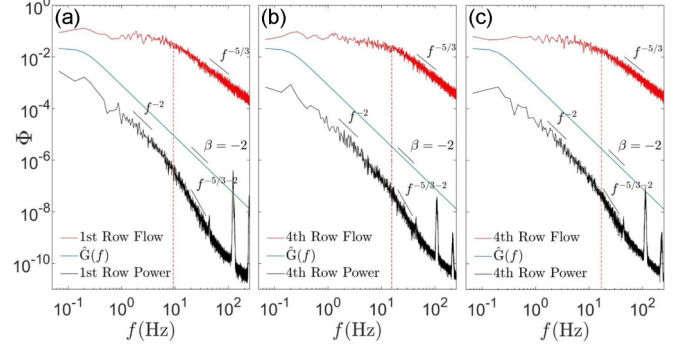 (a) (b) (c)
10^0
10^-2
10^-4
10^-6
10^-8
10^-10
Φ
f^-5/3
f^-2
β = −2
f^-5/3-2
1st Row Flow
Ĝ(f)
1st Row Power
10^-1 10^0 10^1 10^2
f(Hz)
f^-5/3
f^-2
β = −2
f^-5/3-2
4th Row Flow
Ĝ(f)
4th Row Power
10^-1 10^0 10^1 10^2
f(Hz)
f^-5/3
f^-2
β = −2
f^-5/3-2
4th Row Flow
Ĝ(f)
4th Row Power
10^-1 10^0 10^1 10^2
f(Hz)